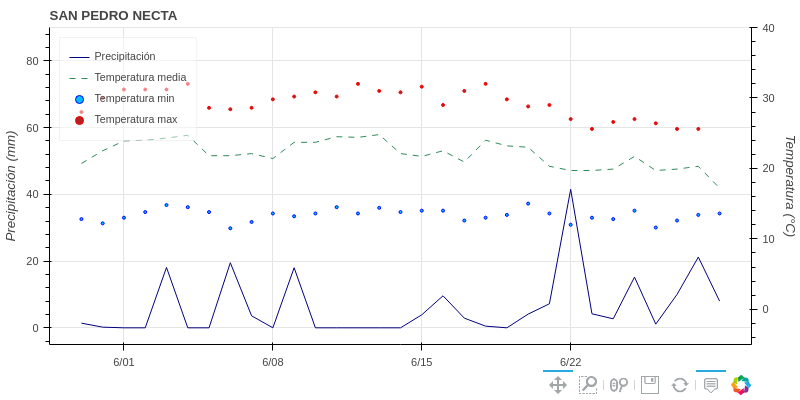 SAN PEDRO NECTA
Precipitación
Temperatura media
Temperatura min
Temperatura max
Precipitación (mm)
80
60
40
20
0
40
30
20
10
0
Temperatura (°C)
6/01 6/08 6/15 6/22